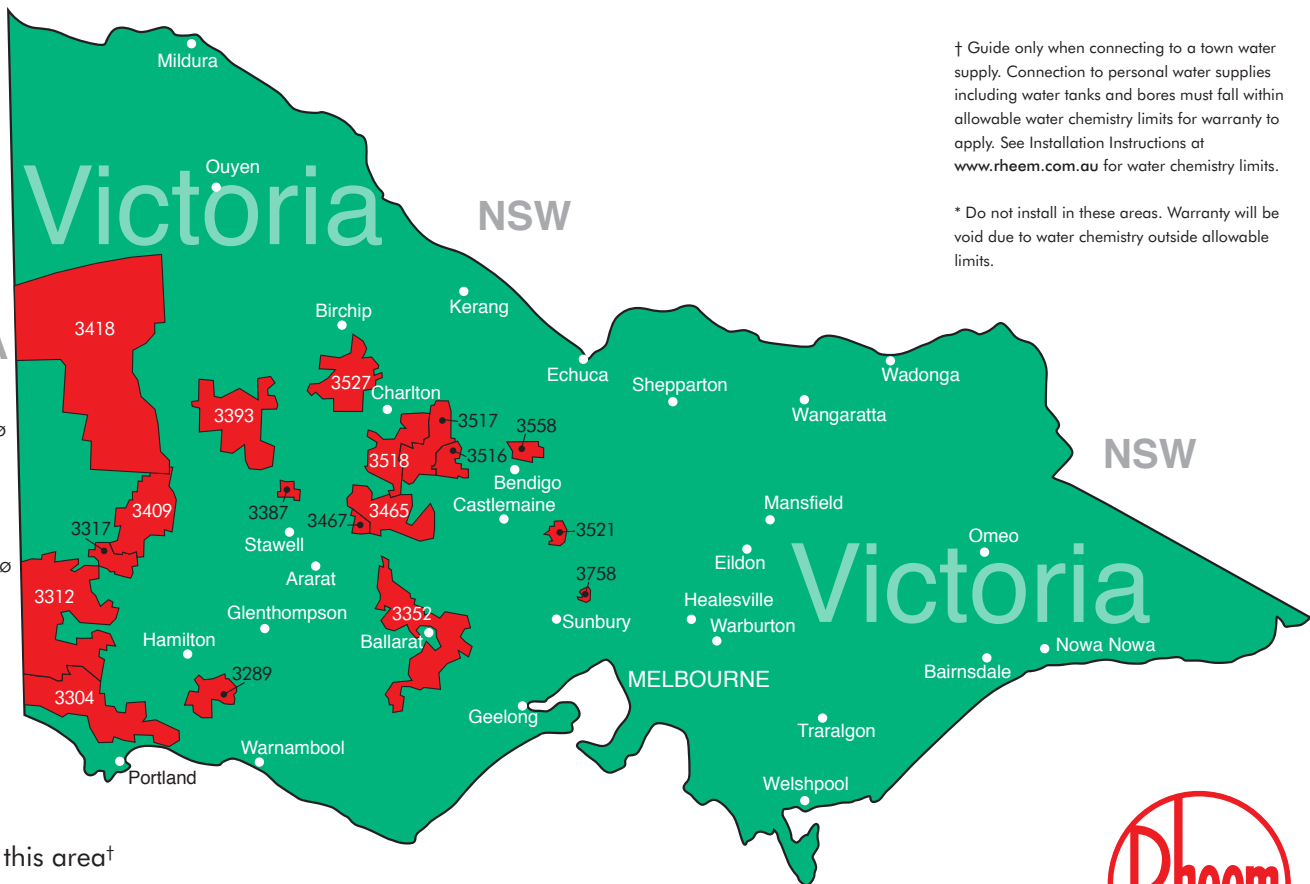 Mildura
† Guide only when connecting to a town water
supply. Connection to personal water supplies
including water tanks and bores must fall within
allowable water chemistry limits for warranty to
apply. See Installation Instructions at
www.rheem.com.au for water chemistry limits.
* Do not install in these areas. Warranty will be
void due to water chemistry outside allowable
limits.
Ouyen
Victoria
NSW
Kerang
Birchip
3418
A
Echuca
Shepparton
Wadonga
3527
Charlton
Wangaratta
3393
3517
3558
ø
3518
3516
NSW
Bendigo
3387
3409
3467
3465
Castlemaine
Mansfield
3317
Stawell
3521
Omeo
ø
Ararat
Eildon
Victoria
3312
3758
Glenthompson
3352
Healesville
Hamilton
Ballarat
Sunbury
Warburton
Nowa Nowa
3289
MELBOURNE
Bairnsdale
3304
Geelong
Traralgon
Warnambool
Portland
Welshpool
this area†
Rheem